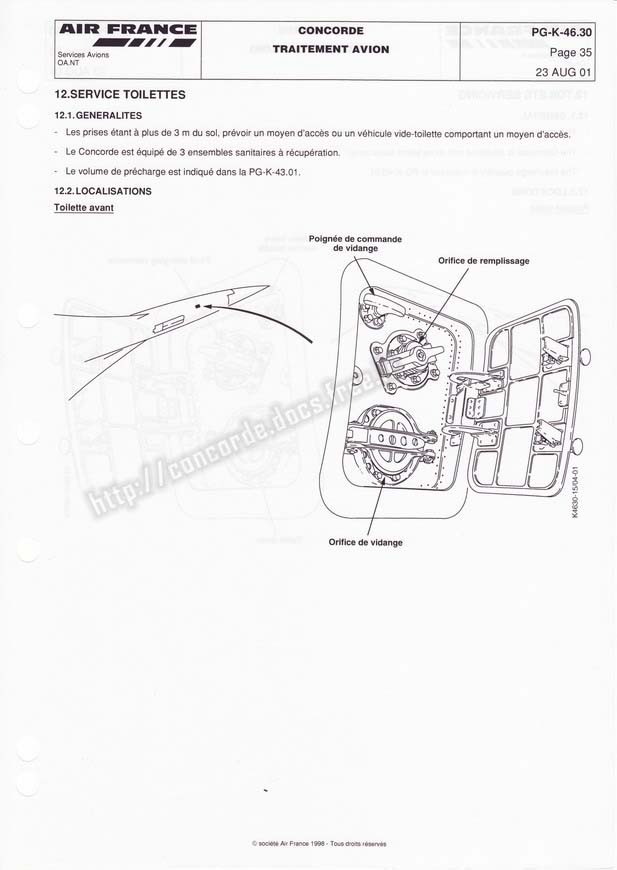 AIR FRANCE
Services Avions
OA.NT
CONCORDE
TRAITEMENT AVION
PG-K-46.30
Page 35
23 AUG 01
12.SERVICE TOILETTES
12.1.GENERALITES
- Les prises étant à plus de 3 m du sol, prévoir un moyen d'accès ou un véhicule vide-toilette comportant un moyen d'accès.
- Le Concorde est équipé de 3 ensembles sanitaires à récupération.
- Le volume de précharge est indiqué dans la PG-K-43.01.
12.2.LOCALISATIONS
Toilette avant
Poignée de commande
de vidange
Orifice de remplissage
Orifice de vidange
K4630-15/04-01
http://concorde.docs.free.
© société Air France 1998 - Tous droits réservés